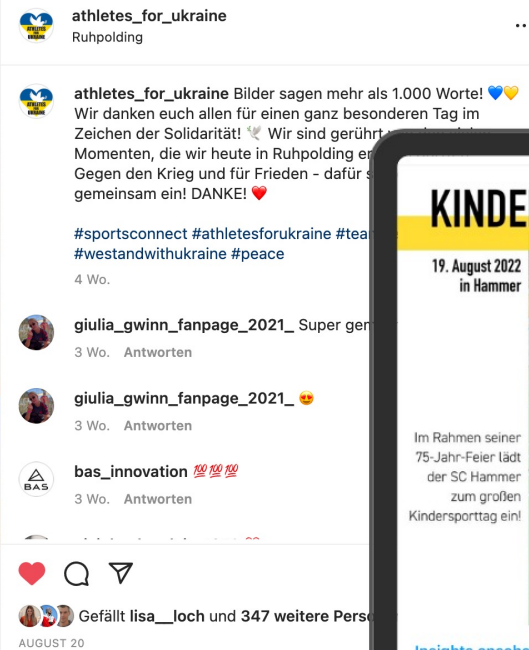 athletes_for_ukraine
Ruhpolding
athletes_for_ukraine Bilder sagen mehr als 1.000 Worte! 💙💛
Wir danken euch allen für einen ganz besonderen Tag im
Zeichen der Solidarität! 🕊️ Wir sind gerührt
Momenten, die wir heute in Ruhpolding
Gegen den Krieg und für Frieden - dafür
gemeinsam ein! DANKE! ❤️
#sportsconnect #athletesforukraine
#westandwithukraine #peace
4 Wo.
giulia_gwinn_fanpage_2021_ Super
3 Wo. Antworten
giulia_gwinn_fanpage_2021_ 😍
3 Wo. Antworten
BAS
bas_innovation 💯💯💯
3 Wo. Antworten
Gefällt lisa__loch und 347 weitere
AUGUST 20
KINDE
19. August 2022
in Hammer
Im Rahmen seiner
75-Jahr-Feier lädt
der SC Hammer
zum großen
Kindersporttag ein!